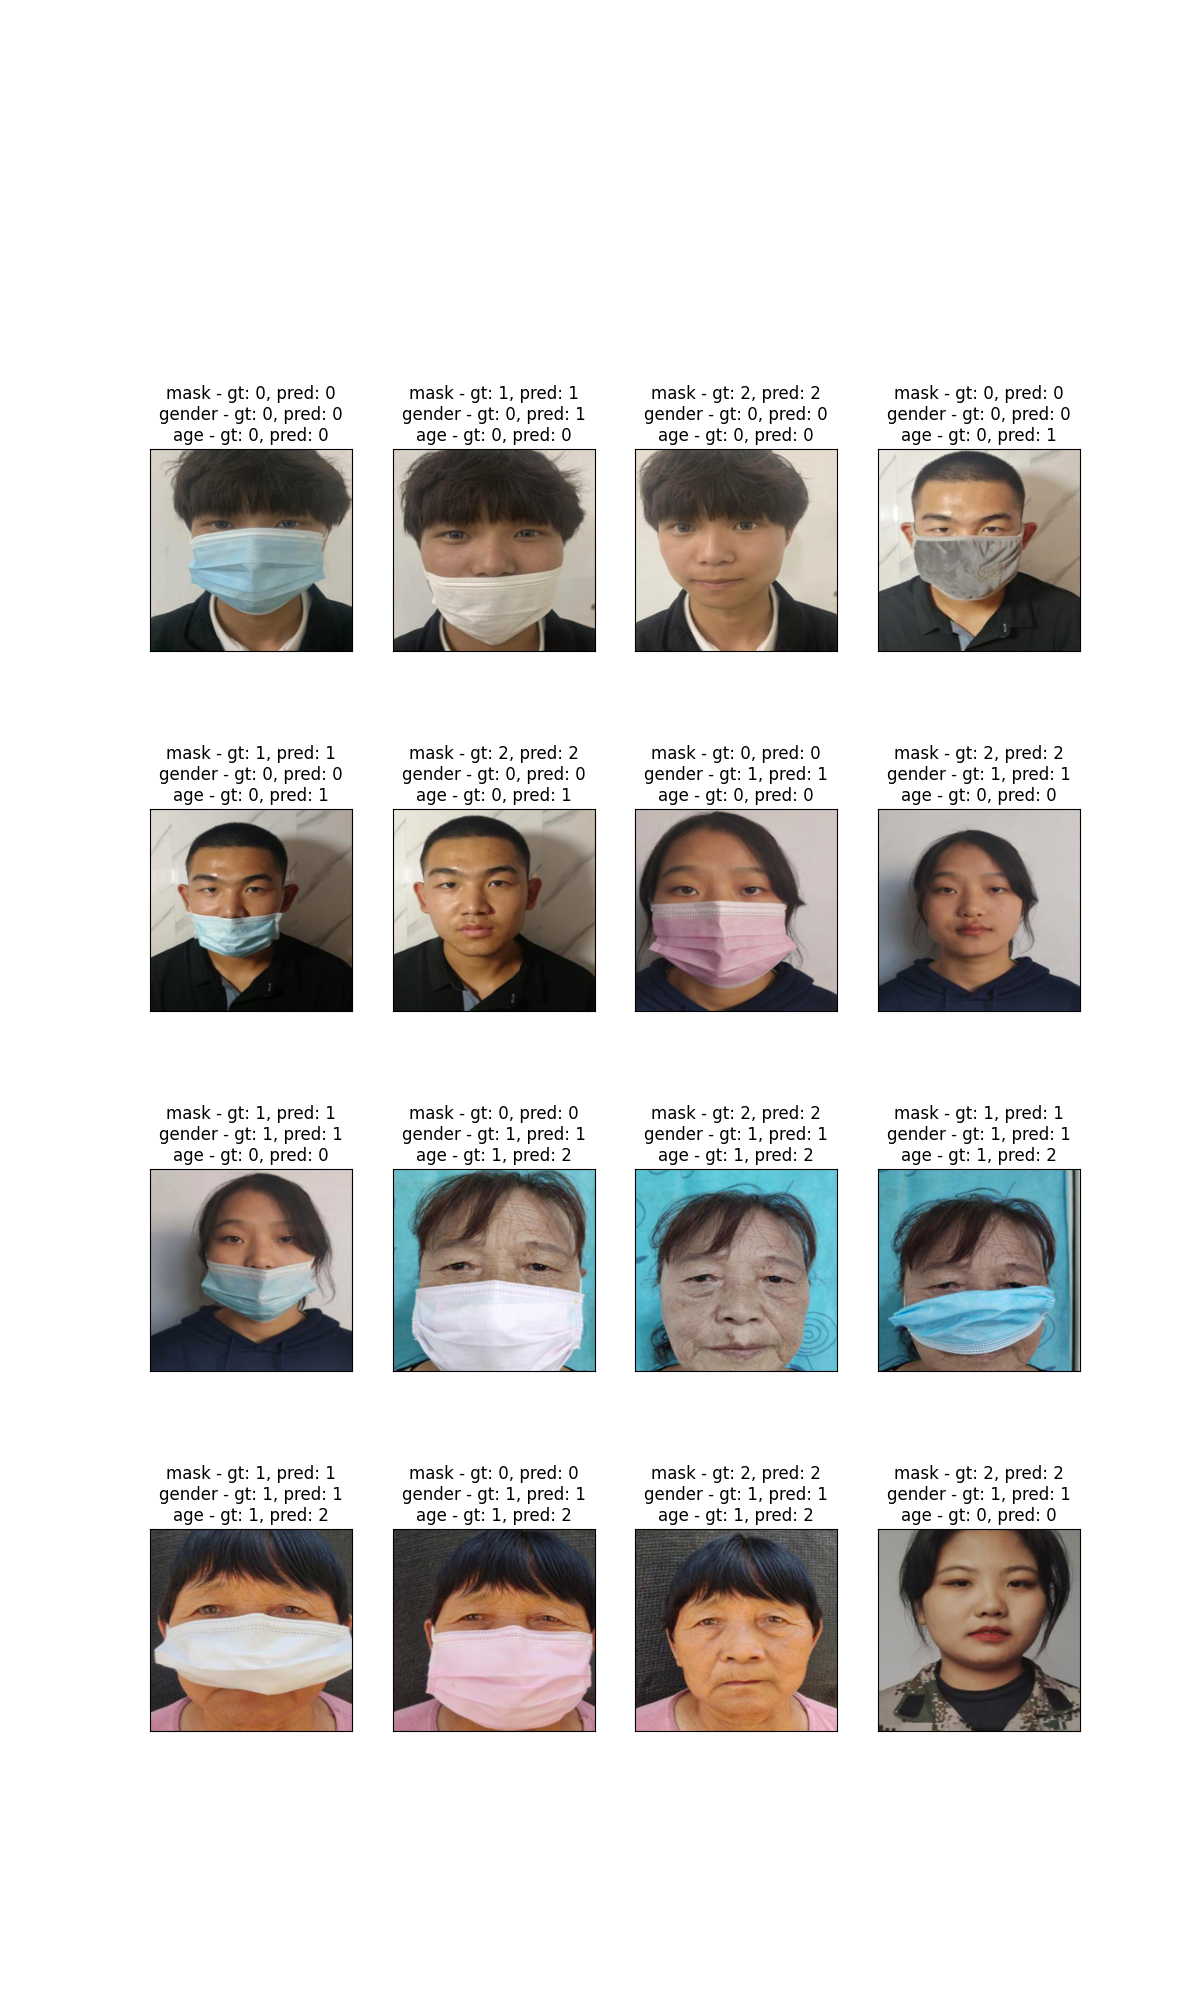 mask - gt: 0, pred: 0
gender - gt: 0, pred: 0
age - gt: 0, pred: 0
mask - gt: 1, pred: 1
gender - gt: 0, pred: 1
age - gt: 0, pred: 0
mask - gt: 2, pred: 2
gender - gt: 0, pred: 0
age - gt: 0, pred: 0
mask - gt: 0, pred: 0
gender - gt: 0, pred: 0
age - gt: 0, pred: 1
mask - gt: 1, pred: 1
gender - gt: 0, pred: 0
age - gt: 0, pred: 1
mask - gt: 2, pred: 2
gender - gt: 0, pred: 0
age - gt: 0, pred: 1
mask - gt: 0, pred: 0
gender - gt: 1, pred: 1
age - gt: 0, pred: 0
mask - gt: 2, pred: 2
gender - gt: 1, pred: 1
age - gt: 0, pred: 0
mask - gt: 1, pred: 1
gender - gt: 1, pred: 1
age - gt: 0, pred: 0
mask - gt: 0, pred: 0
gender - gt: 1, pred: 1
age - gt: 1, pred: 2
mask - gt: 2, pred: 2
gender - gt: 1, pred: 1
age - gt: 1, pred: 2
mask - gt: 1, pred: 1
gender - gt: 1, pred: 1
age - gt: 1, pred: 2
mask - gt: 1, pred: 1
gender - gt: 1, pred: 1
age - gt: 1, pred: 2
mask - gt: 0, pred: 0
gender - gt: 1, pred: 1
age - gt: 1, pred: 2
mask - gt: 2, pred: 2
gender - gt: 1, pred: 1
age - gt: 1, pred: 2
mask - gt: 2, pred: 2
gender - gt: 1, pred: 1
age - gt: 0, pred: 0